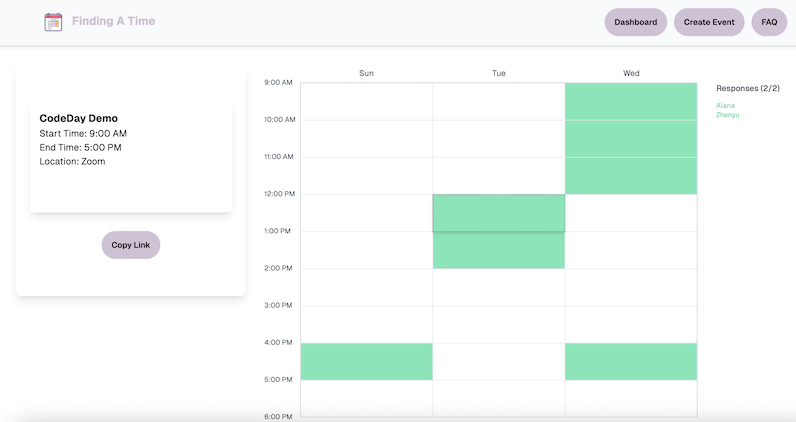 Finding A Time
Dashboard
Create Event
FAQ
CodeDay Demo
Start Time: 9:00 AM
End Time: 5:00 PM
Location: Zoom
Copy Link
Sun
Tue
Wed
9:00 AM
10:00 AM
11:00 AM
12:00 PM
1:00 PM
2:00 PM
3:00 PM
4:00 PM
5:00 PM
6:00 PM
Responses (2/2)
Alana
Zhenyu